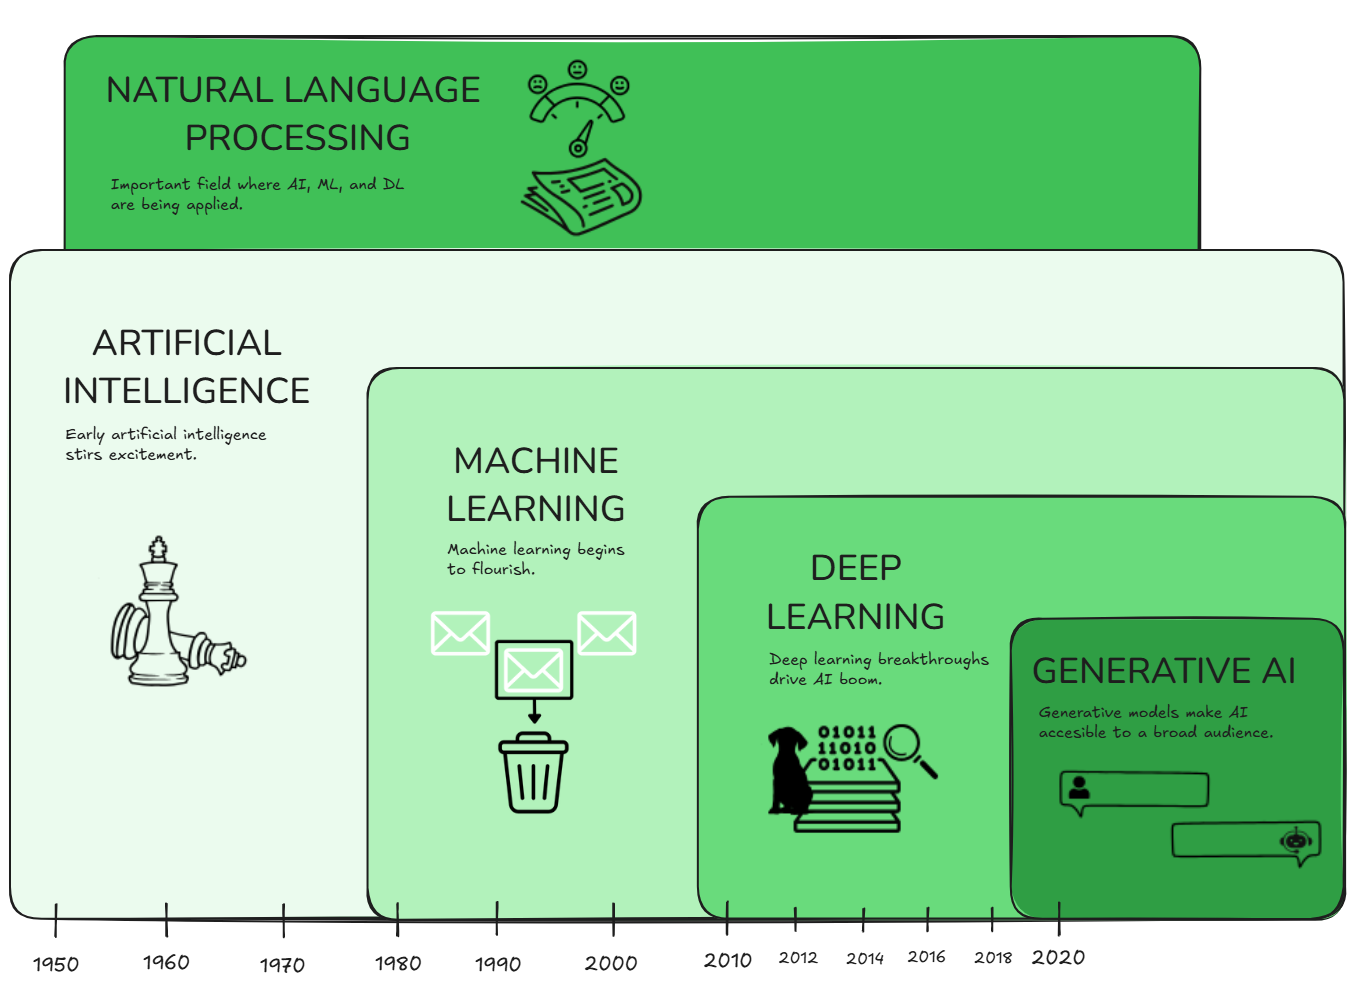 NATURAL LANGUAGE
PROCESSING
Important field where AI, ML, and DL
are being applied.
ARTIFICIAL
INTELLIGENCE
Early artificial intelligence
stirs excitement.
MACHINE
LEARNING
Machine learning begins
to flourish.
DEEP
LEARNING
Deep learning breakthroughs
drive AI boom.
01011
11010
01011
GENERATIVE AI
Generative models make AI
accesible to a broad audience.
1950 1960 1970 1980 1990 2000 2010 2012 2014 2016 2018 2020